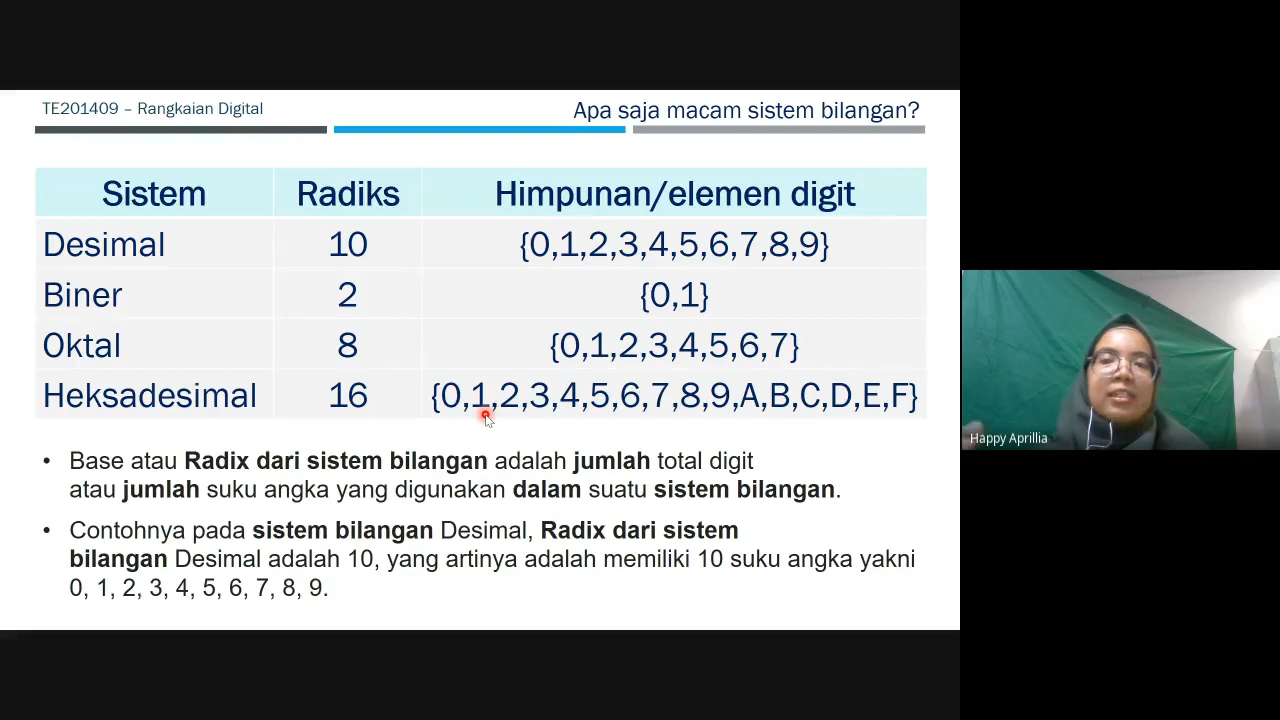 TE201409 – Rangkaian Digital
Apa saja macam sistem bilangan?
Sistem Radiks Himpunan/elemen digit
Desimal 10 {0,1,2,3,4,5,6,7,8,9}
Biner 2 {0,1}
Oktal 8 {0,1,2,3,4,5,6,7}
Heksadesimal 16 {0,1,2,3,4,5,6,7,8,9,A,B,C,D,E,F}
• Base atau Radix dari sistem bilangan adalah jumlah total digit
atau jumlah suku angka yang digunakan dalam suatu sistem bilangan.
• Contohnya pada sistem bilangan Desimal, Radix dari sistem
bilangan Desimal adalah 10, yang artinya adalah memiliki 10 suku angka yakni
0, 1, 2, 3, 4, 5, 6, 7, 8, 9.
Happy Aprillia